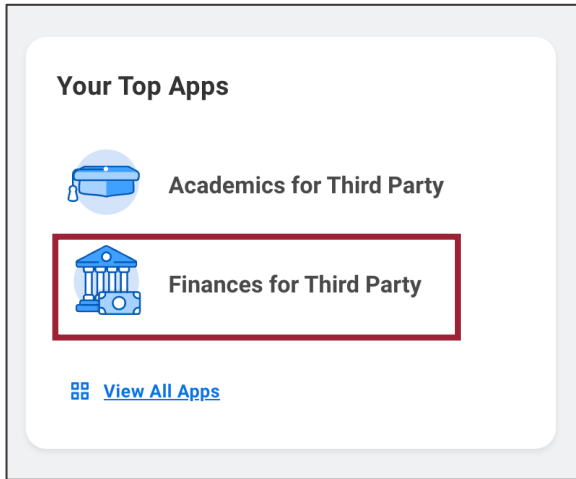 Your Top Apps
Academics for Third Party
Finances for Third Party
View All Apps